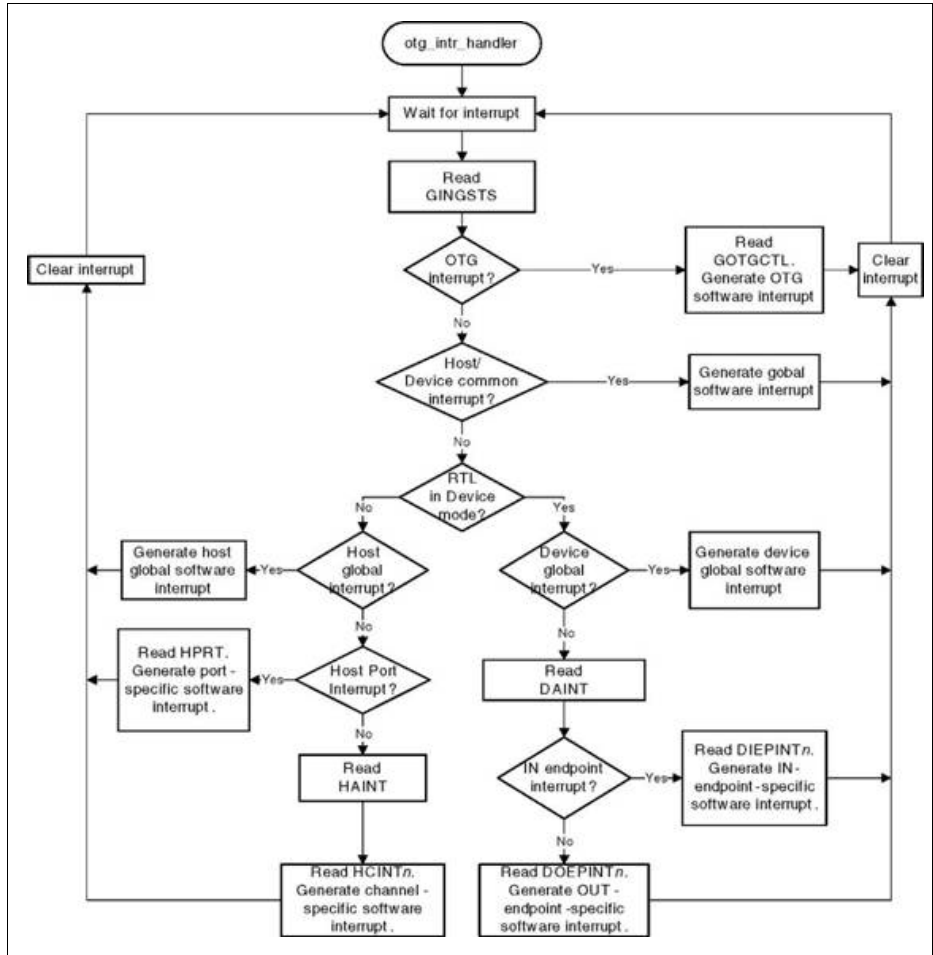 otg_intr_handler
Wait for interrupt
Read
GINGSTS
Clear interrupt
OTG
interrupt?
Yes
Read
GOTGCTL.
Generate OTG
software interrupt
Clear
interrupt
No
Host/
Device common
interrupt?
Yes
Generate gobal
software interrupt
No
RTL
in Device
mode?
No
Yes
Generate host
global software
interrupt
Yes
Host
global
interrupt?
Device
global
interrupt?
Yes
Generate device
global software
interrupt
No
No
Read HPRT.
Generate port-
specific software
interrupt.
Yes
Host Port
Interrupt?
Read
DAINT
No
Read
HAINT
IN endpoint
interrupt?
Yes
Read DIEPINTn.
Generate IN-
endpoint-specific
software interrupt.
No
Read HCINTn.
Generate channel-
specific software
interrupt.
Read DOEPINTn.
Generate OUT-
endpoint-specific
software interrupt.